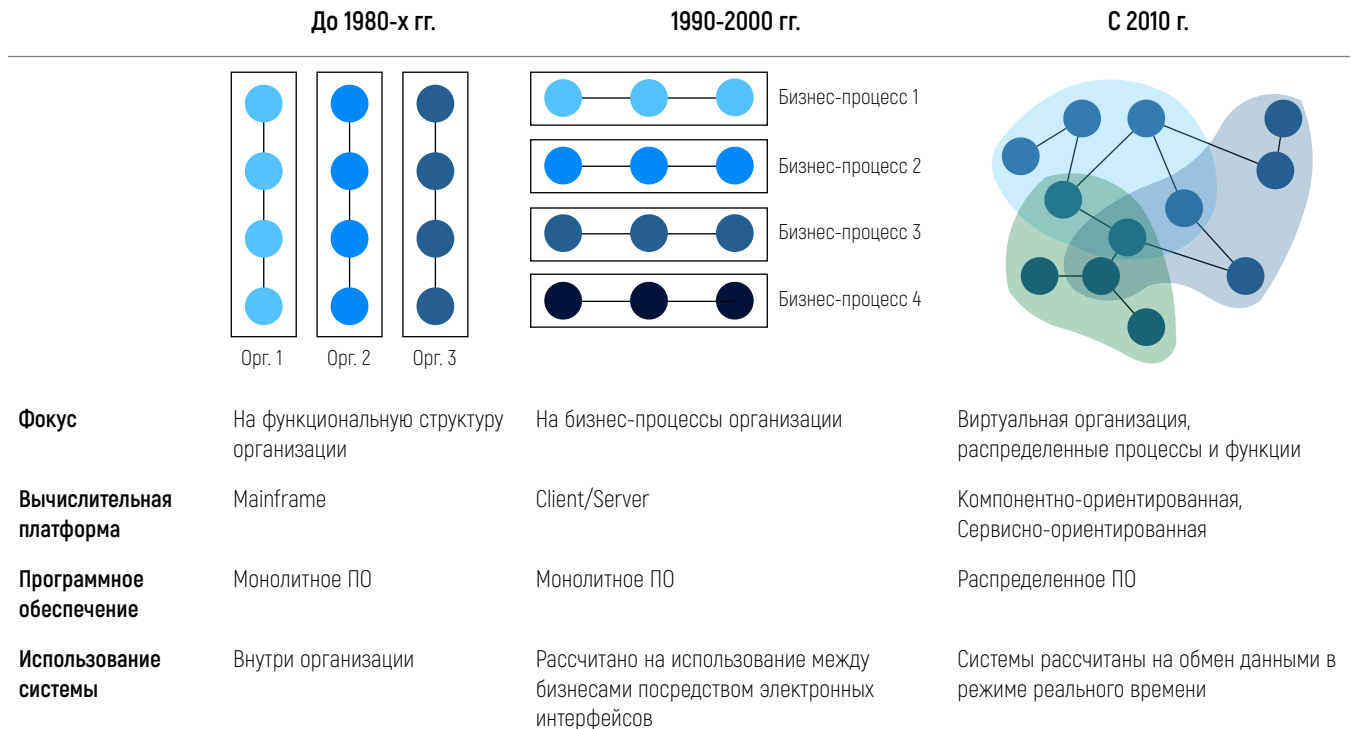 До 1980-х гг.
1990-2000 гг.
С 2010 г.
Бизнес-процесс 1
Бизнес-процесс 2
Бизнес-процесс 3
Бизнес-процесс 4
Орг. 1
Орг. 2
Орг. 3
Фокус
На функциональную структуру
организации
На бизнес-процессы организации
Виртуальная организация,
распределенные процессы и функции
Вычислительная
платформа
Mainframe
Client/Server
Компонентно-ориентированная,
Сервисно-ориентированная
Программное
обеспечение
Монолитное ПО
Монолитное ПО
Распределенное ПО
Использование
системы
Внутри организации
Рассчитано на использование между
бизнесами посредством электронных
интерфейсов
Системы рассчитаны на обмен данными в
режиме реального времени